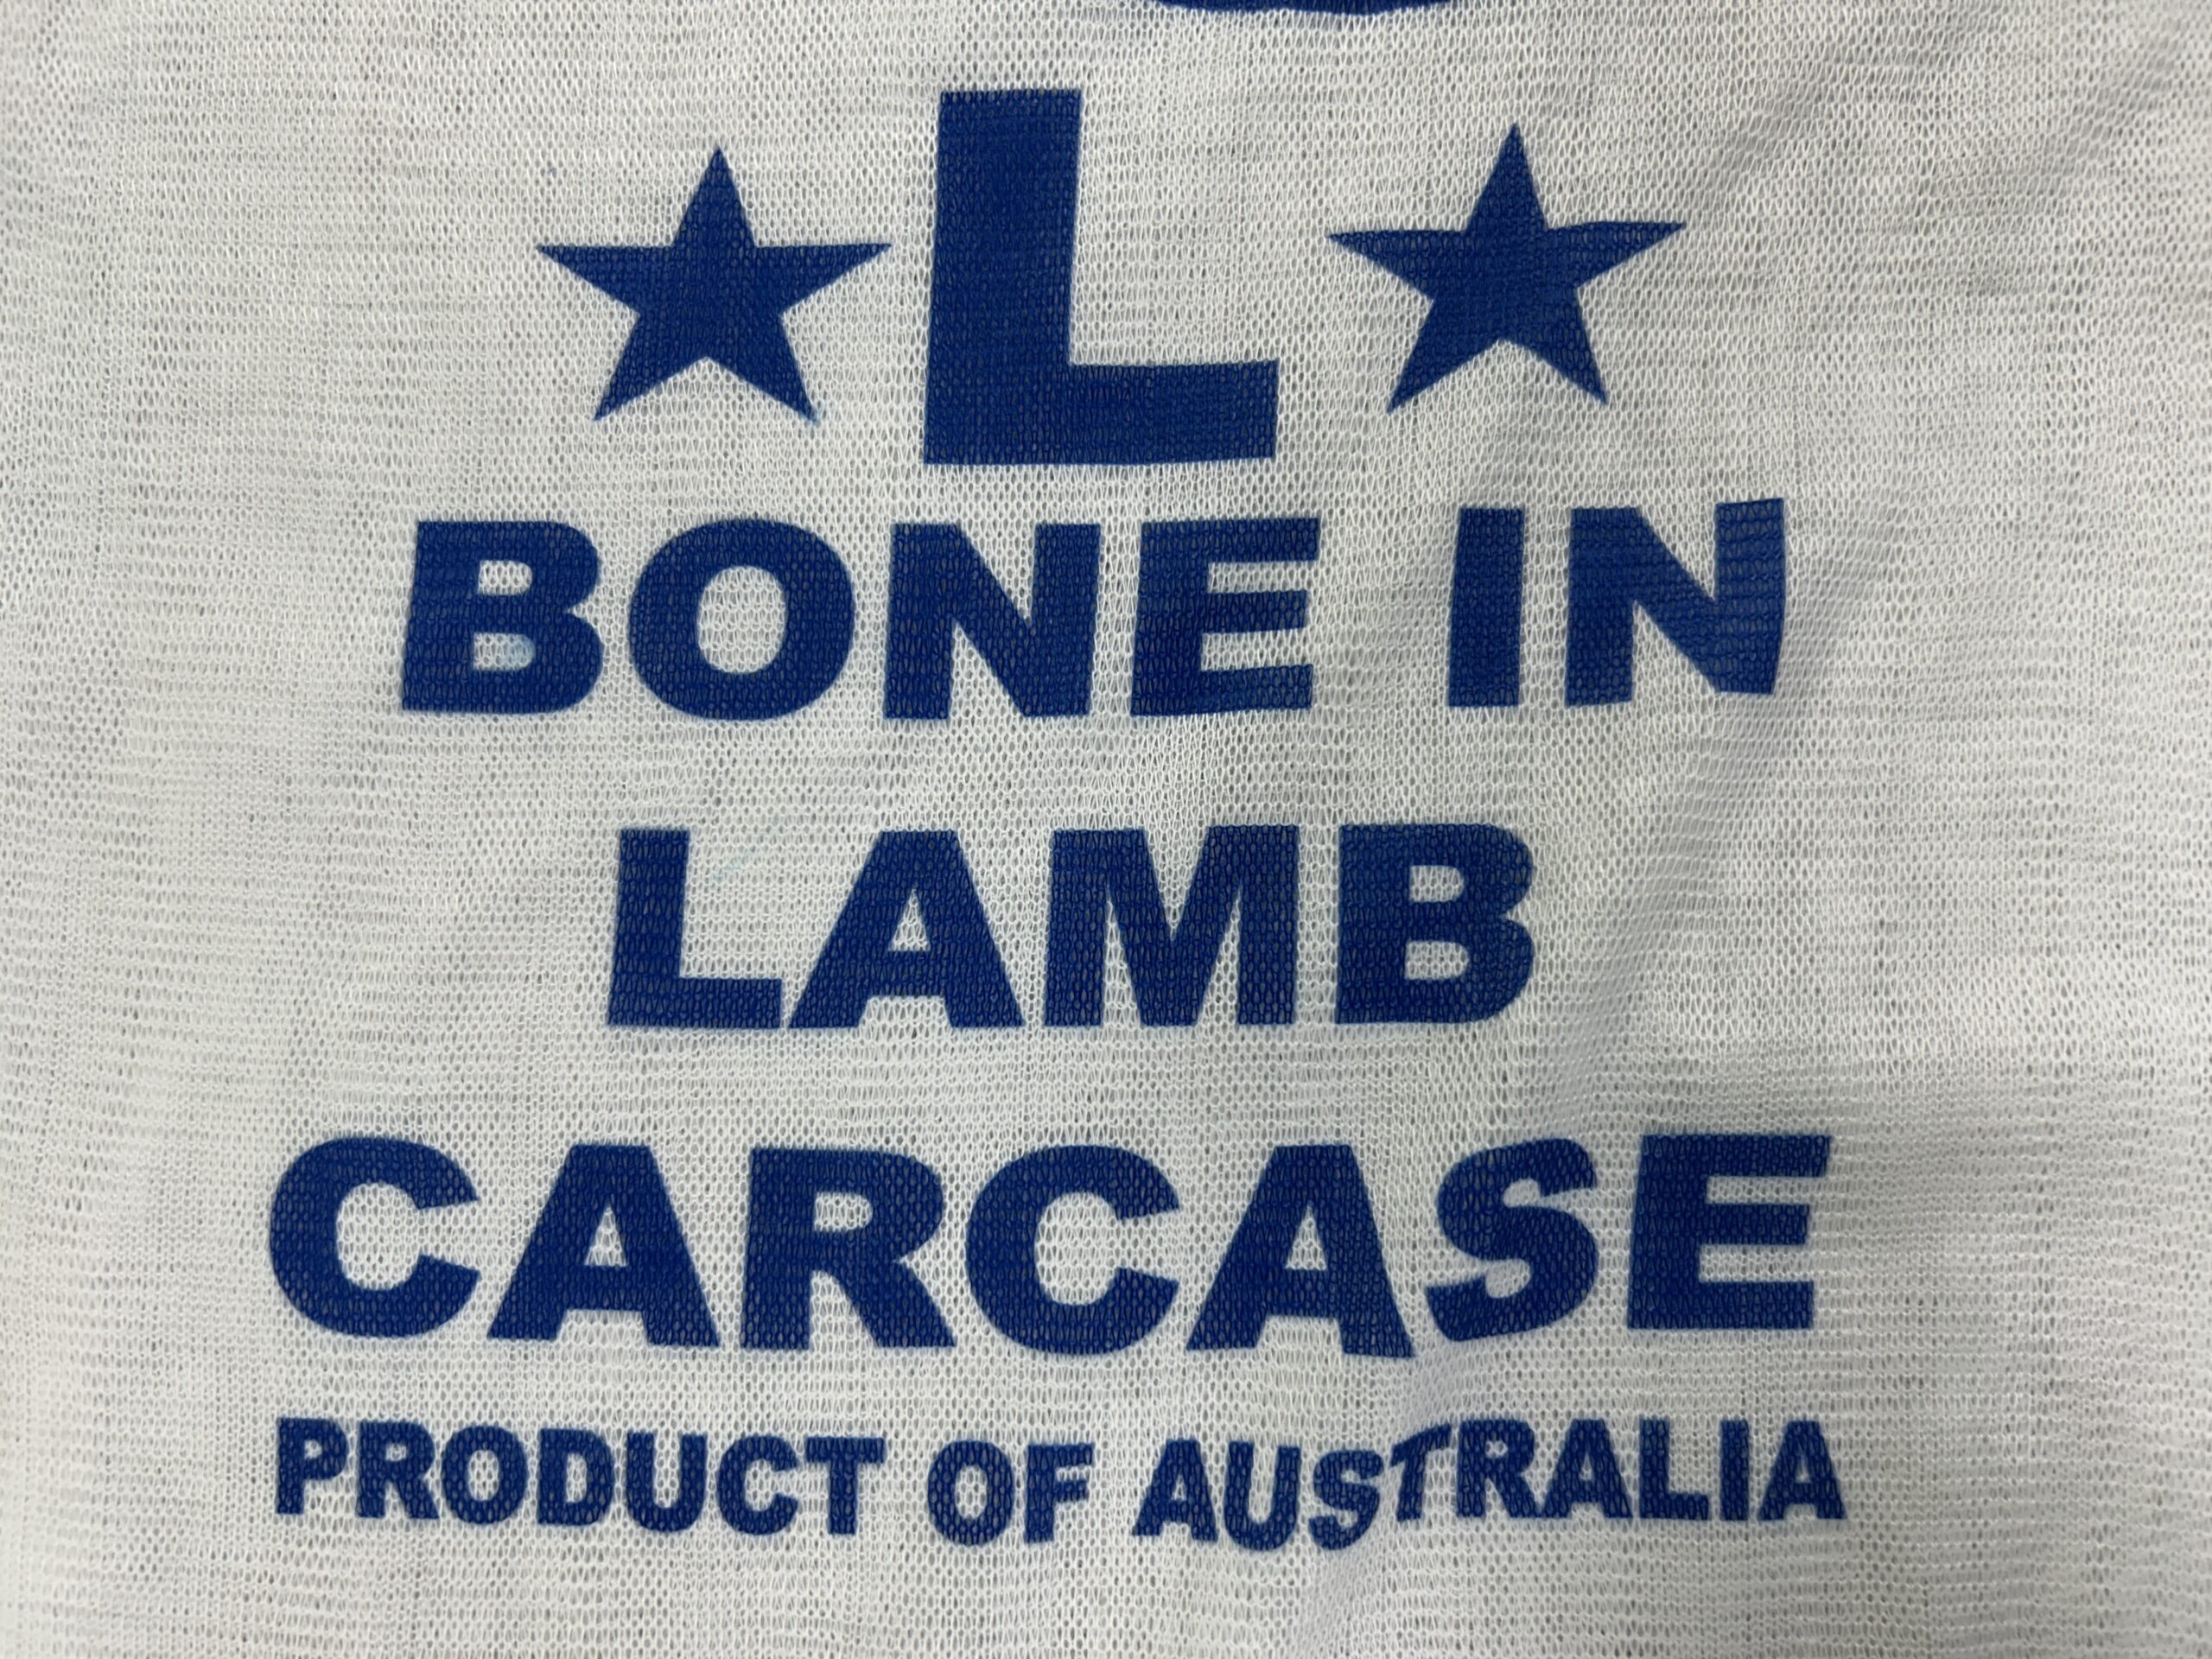 ★ L ★
BONE IN
LAMB
CARCASE
PRODUCT OF AUSTRALIA